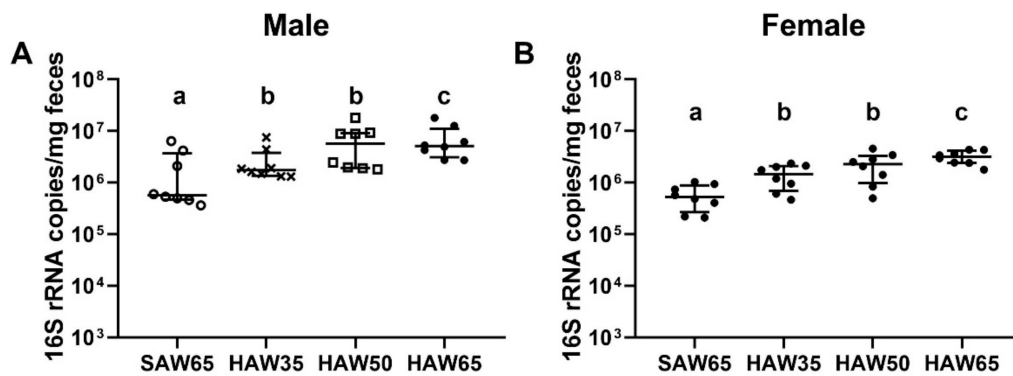 Male
A
16S rRNA copies/mg feces
10⁸
10⁷
10⁶
10⁵
10⁴
10³
a b b c
SAW65 HAW35 HAW50 HAW65
Female
B
16S rRNA copies/mg feces
10⁸
10⁷
10⁶
10⁵
10⁴
10³
a b b c
SAW65 HAW35 HAW50 HAW65